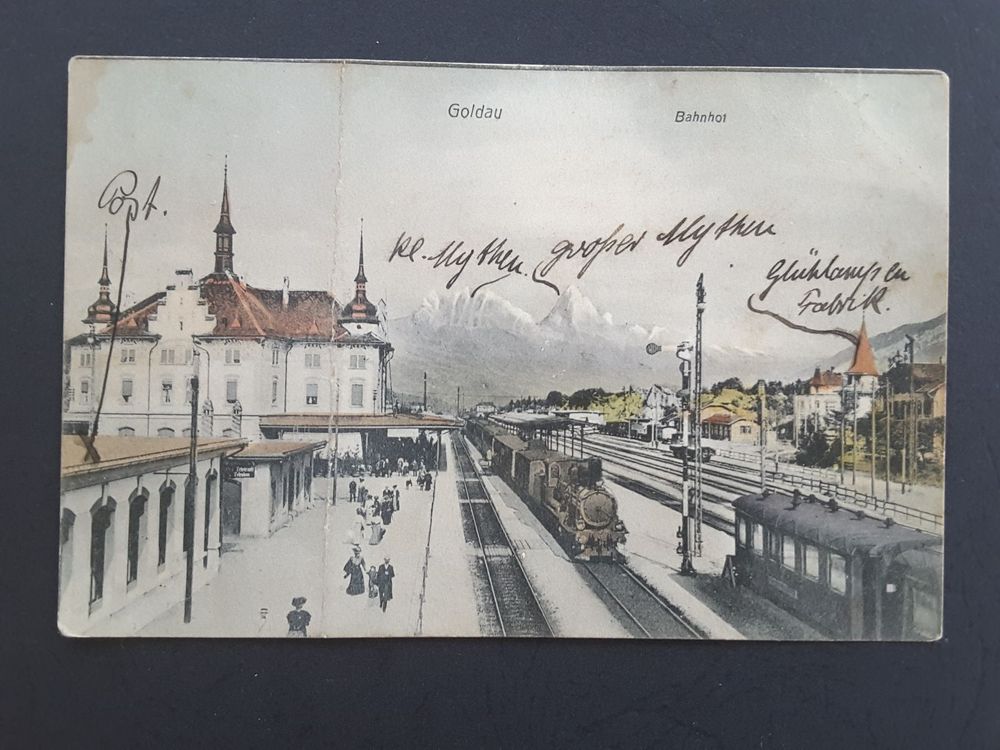 Goldau
Bahnhof
Post.
kl. Mythen. großer Mythen
Glühlampen
Fabrik.